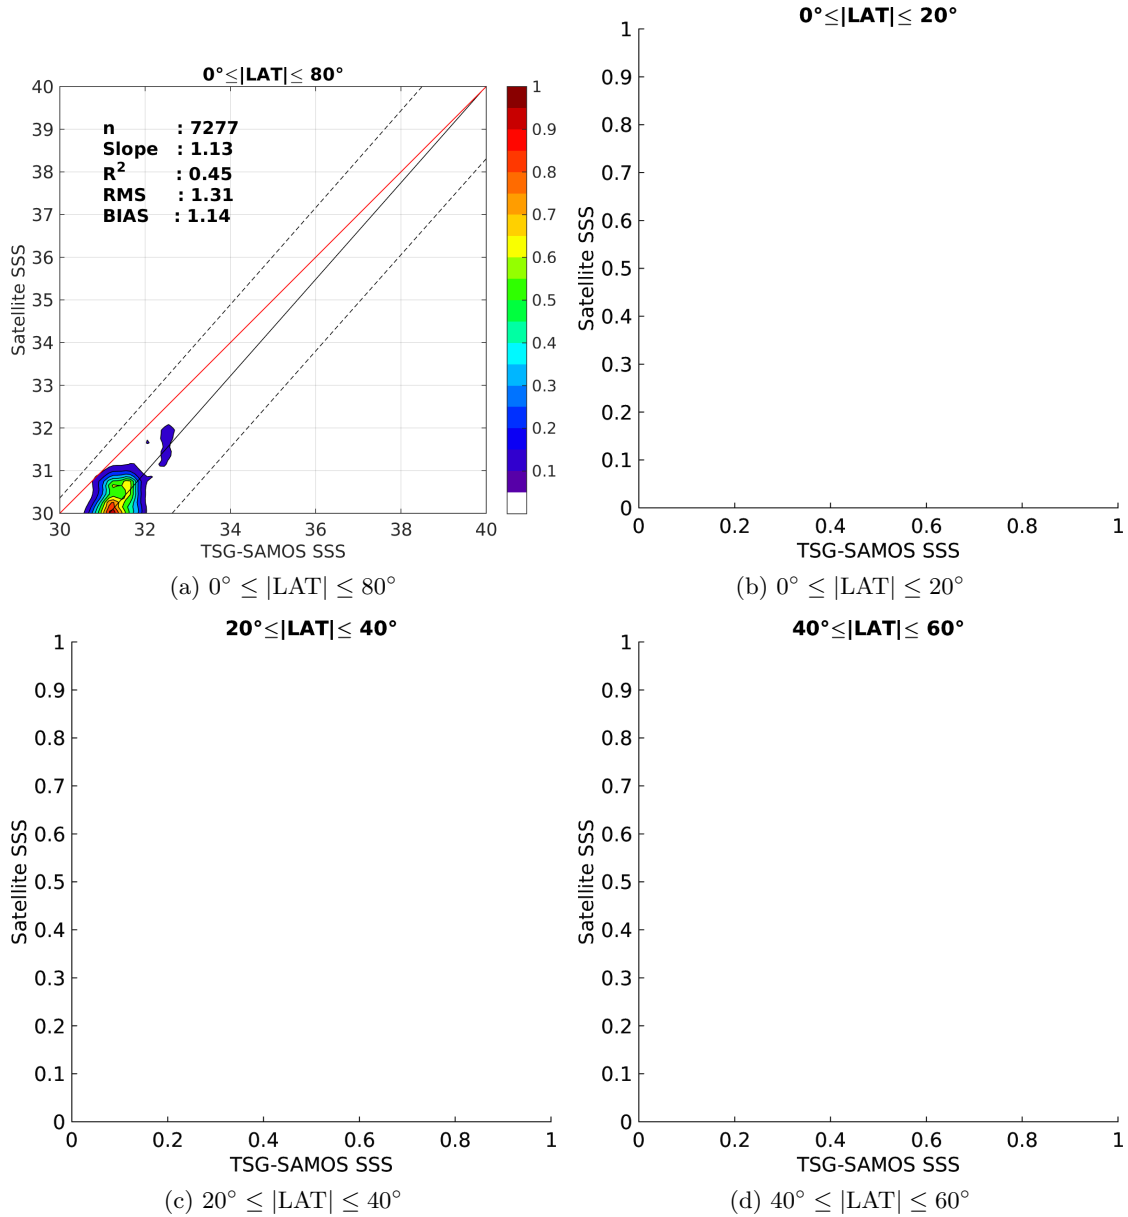 0°≤|LAT|≤ 80°
n : 7277
Slope : 1.13
R² : 0.45
RMS : 1.31
BIAS : 1.14
40
39
38
37
36
35
34
33
32
31
30
30 32 34 36 38 40
Satellite SSS
TSG-SAMOS SSS
1
0.9
0.8
0.7
0.6
0.5
0.4
0.3
0.2
0.1
(a) 0° ≤ |LAT| ≤ 80°
0°≤|LAT|≤ 20°
1
0.9
0.8
0.7
0.6
0.5
0.4
0.3
0.2
0.1
0
0 0.2 0.4 0.6 0.8 1
Satellite SSS
TSG-SAMOS SSS
(b) 0° ≤ |LAT| ≤ 20°
20°≤|LAT|≤ 40°
1
0.9
0.8
0.7
0.6
0.5
0.4
0.3
0.2
0.1
0
0 0.2 0.4 0.6 0.8 1
Satellite SSS
TSG-SAMOS SSS
(c) 20° ≤ |LAT| ≤ 40°
40°≤|LAT|≤ 60°
1
0.9
0.8
0.7
0.6
0.5
0.4
0.3
0.2
0.1
0
0 0.2 0.4 0.6 0.8 1
Satellite SSS
TSG-SAMOS SSS
(d) 40° ≤ |LAT| ≤ 60°